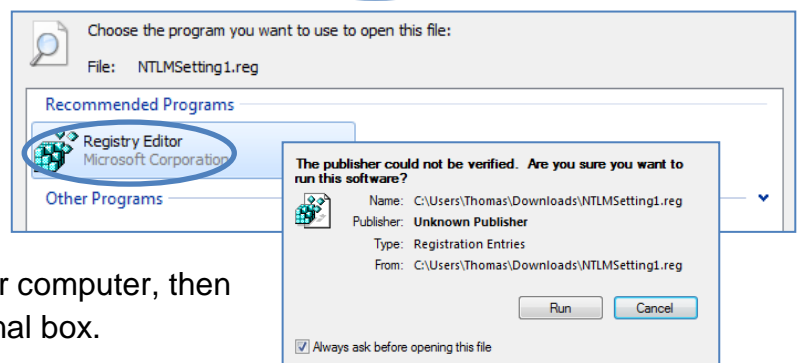 Choose the program you want to use to open this file:
File: NTLMSetting1.reg
Recommended Programs
Registry Editor
Microsoft Corporation
Other Programs
The publisher could not be verified. Are you sure you want to
run this software?
Name: C:\Users\Thomas\Downloads\NTLMSetting1.reg
Publisher: Unknown Publisher
Type: Registration Entries
From: C:\Users\Thomas\Downloads\NTLMSetting1.reg
Run Cancel
Always ask before opening this file
r computer, then
nal box.